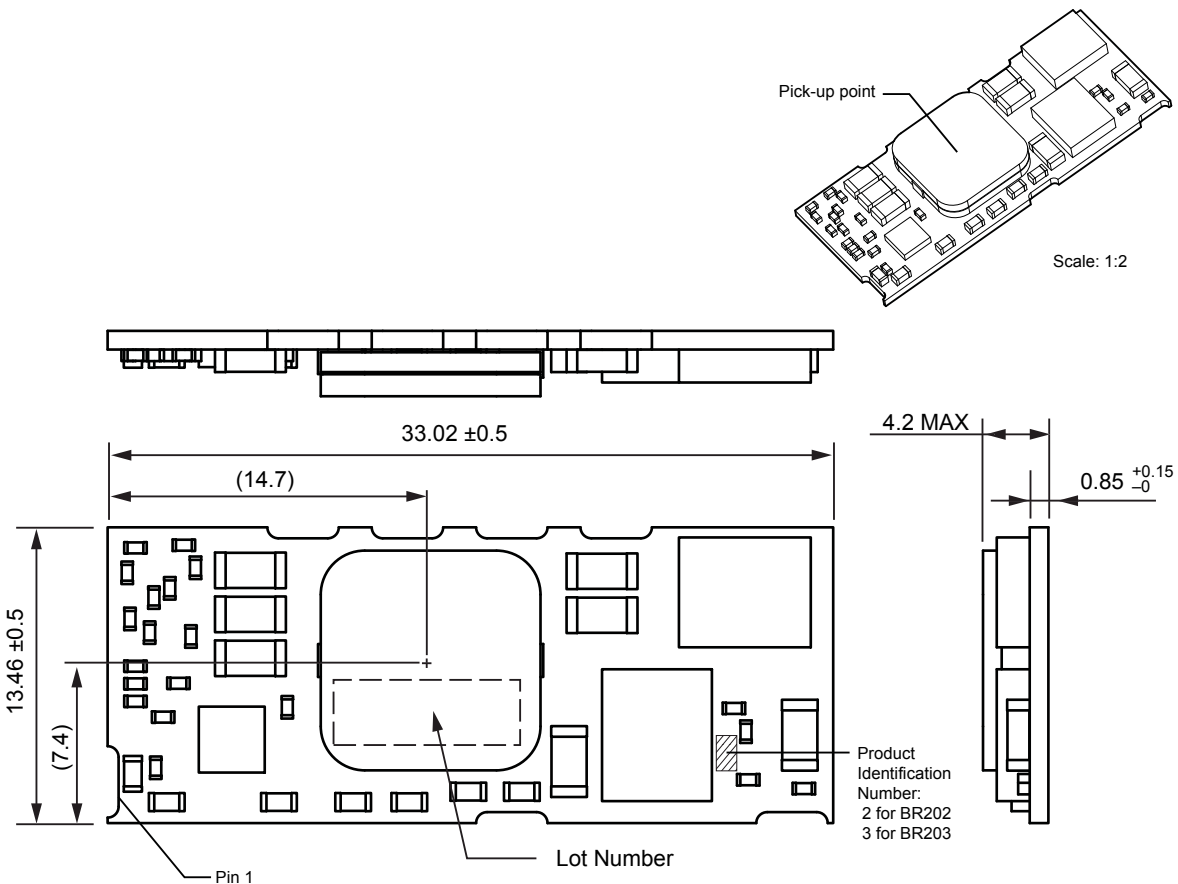 Pick-up point
Scale: 1:2
33.02 ±0.5
4.2 MAX
(14.7)
0.85 +0.15
–0
13.46 ±0.5
(7.4)
Product
Identification
Number:
2 for BR202
3 for BR203
Lot Number
Pin 1